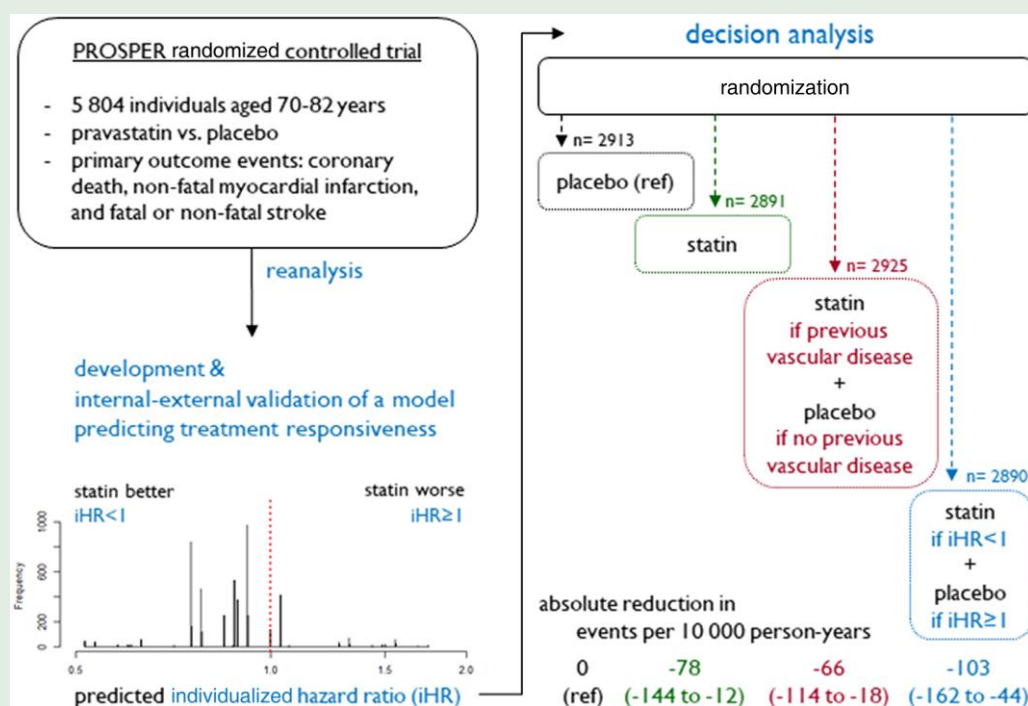 PROSPER randomized controlled trial
- 5 804 individuals aged 70-82 years
- pravastatin vs. placebo
- primary outcome events: coronary
death, non-fatal myocardial infarction,
and fatal or non-fatal stroke
reanalysis
development &
internal-external validation of a model
predicting treatment responsiveness
statin better
iHR<1
statin worse
iHR≥1
Frequency
1000
600
200
0
0.5
1.0
1.5
2.0
predicted individualized hazard ratio (iHR)
decision analysis
randomization
n= 2913
placebo (ref)
n= 2891
statin
n= 2925
statin
if previous
vascular disease
+
placebo
if no previous
vascular disease
n= 2890
statin
if iHR<1
+
placebo
if iHR≥1
absolute reduction in
events per 10 000 person-years
0 -78 -66 -103
(ref) (-144 to -12) (-114 to -18) (-162 to -44)